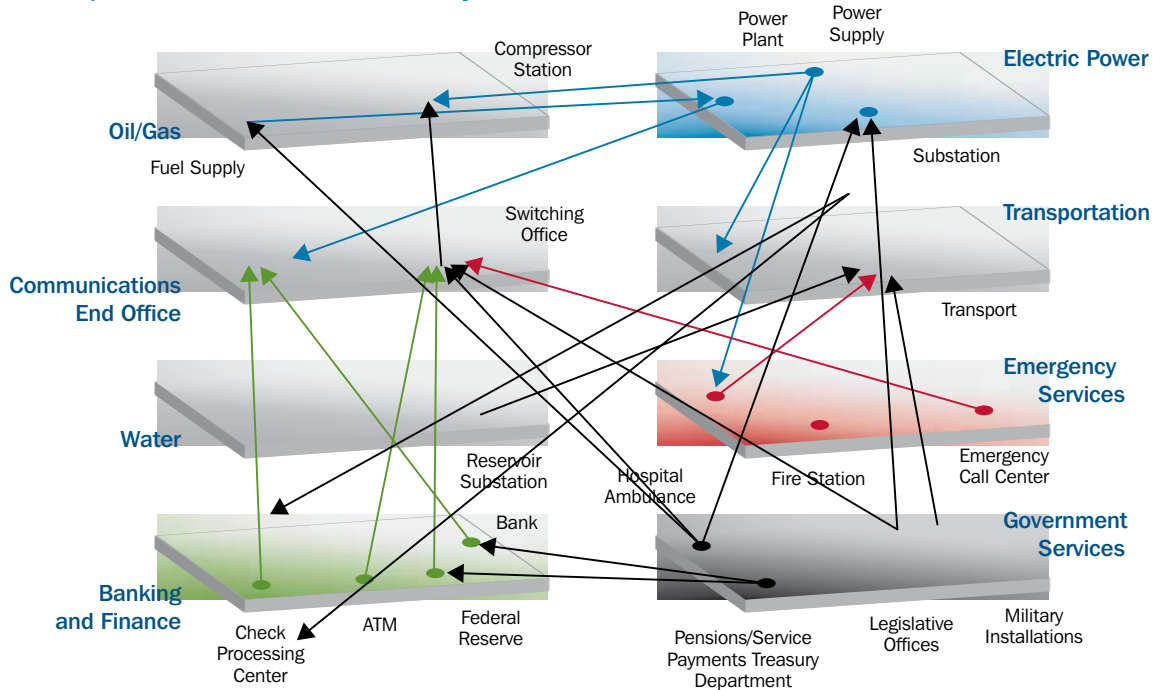 Power
Plant
Power
Supply
Compressor
Station
Electric Power
Oil/Gas
Fuel Supply
Substation
Switching
Office
Transportation
Communications
End Office
Transport
Emergency
Services
Water
Reservoir
Substation
Hospital
Ambulance
Fire Station
Emergency
Call Center
Bank
Government
Services
Banking
and Finance
Check
Processing
Center
ATM
Federal
Reserve
Pensions/Service
Payments Treasury
Department
Legislative
Offices
Military
Installations